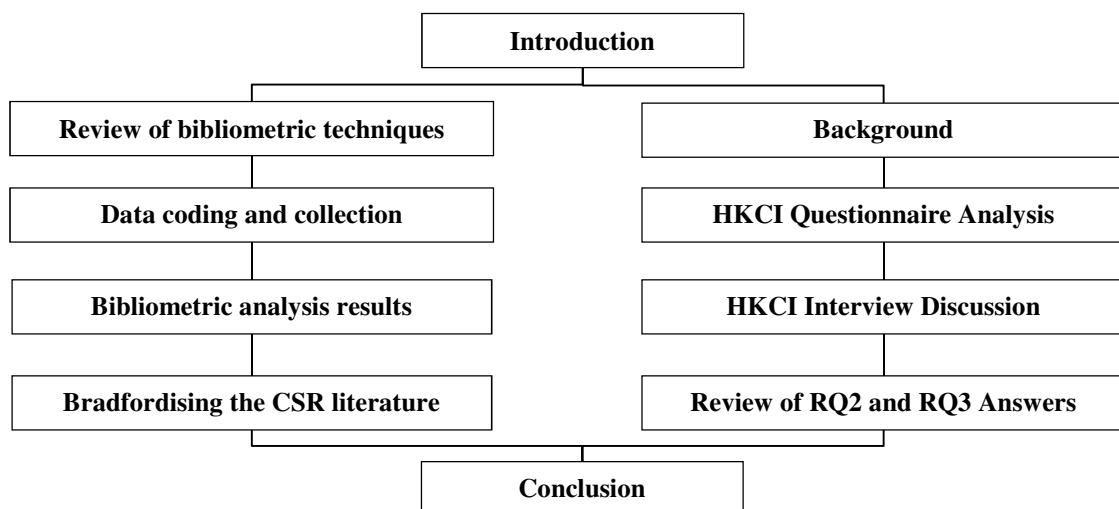 Introduction
Review of bibliometric techniques
Background
Data coding and collection
HKCI Questionnaire Analysis
Bibliometric analysis results
HKCI Interview Discussion
Bradfordising the CSR literature
Review of RQ2 and RQ3 Answers
Conclusion